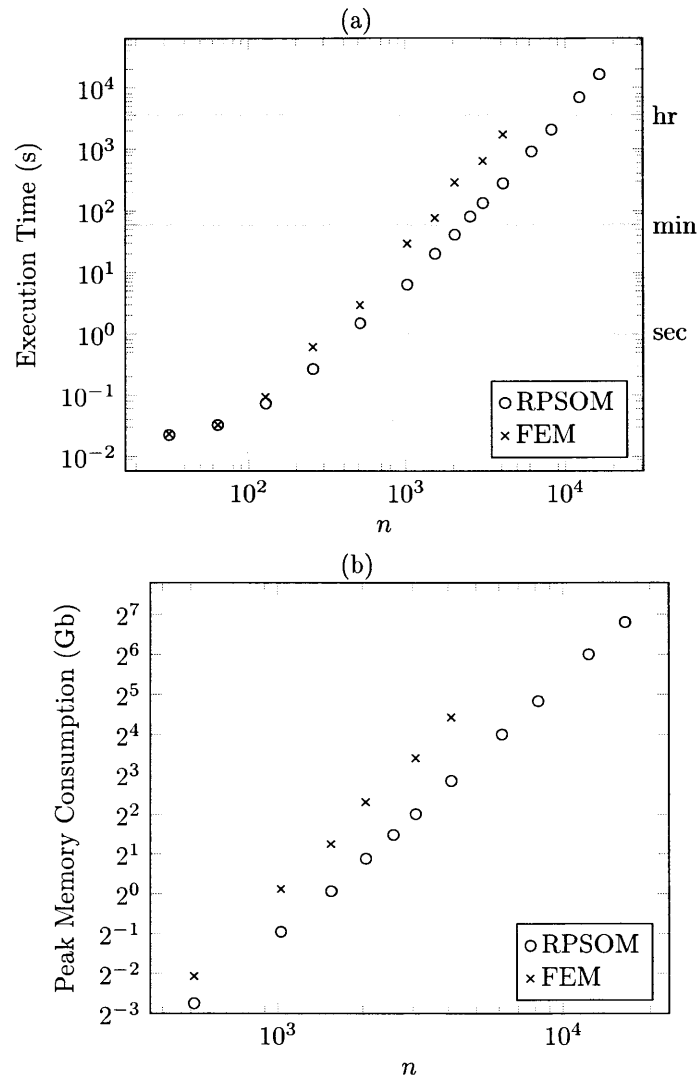 (a)
Execution Time (s)
10^4
10^3
10^2
10^1
10^0
10^-1
10^-2
hr
min
sec
RPSOM
FEM
10^2
10^3
10^4
n
(b)
Peak Memory Consumption (Gb)
2^7
2^6
2^5
2^4
2^3
2^2
2^1
2^0
2^-1
2^-2
2^-3
RPSOM
FEM
10^3
10^4
n